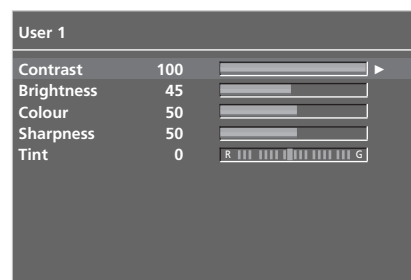 User 1
Contrast 100
Brightness 45
Colour 50
Sharpness 50
Tint 0 R G